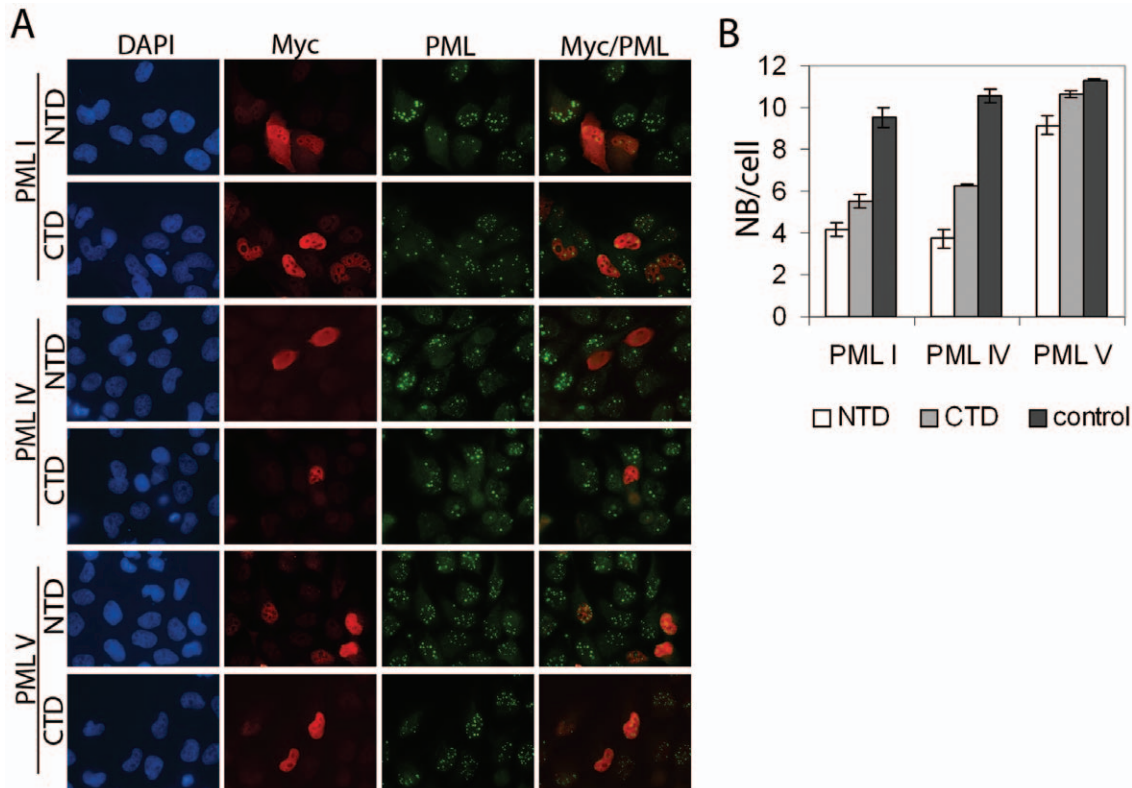 A
DAPI Myc PML Myc/PML
PML I
NTD
CTD
PML IV
NTD
CTD
PML V
NTD
CTD
B
NB/cell
12
10
8
6
4
2
0
PML I PML IV PML V
NTD CTD control